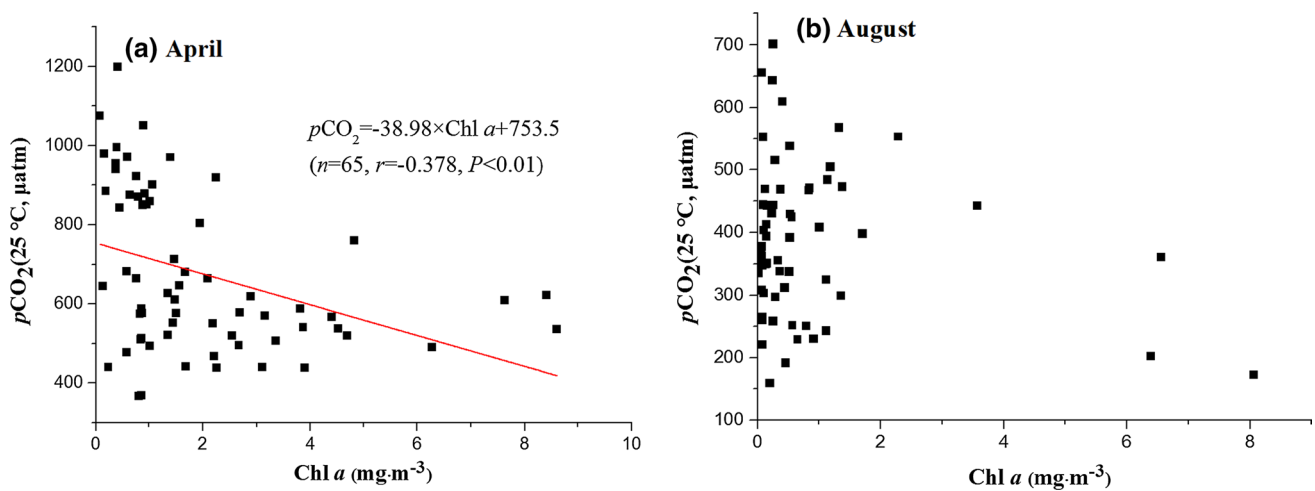 (a) April
pCO2(25 °C, µatm)
1200
1000
800
600
400
pCO2=-38.98×Chl a+753.5
(n=65, r=-0.378, P<0.01)
0 2 4 6 8 10
Chl a (mg·m-3)
(b) August
pCO2(25 °C, µatm)
700
600
500
400
300
200
100
0 2 4 6 8
Chl a (mg·m-3)